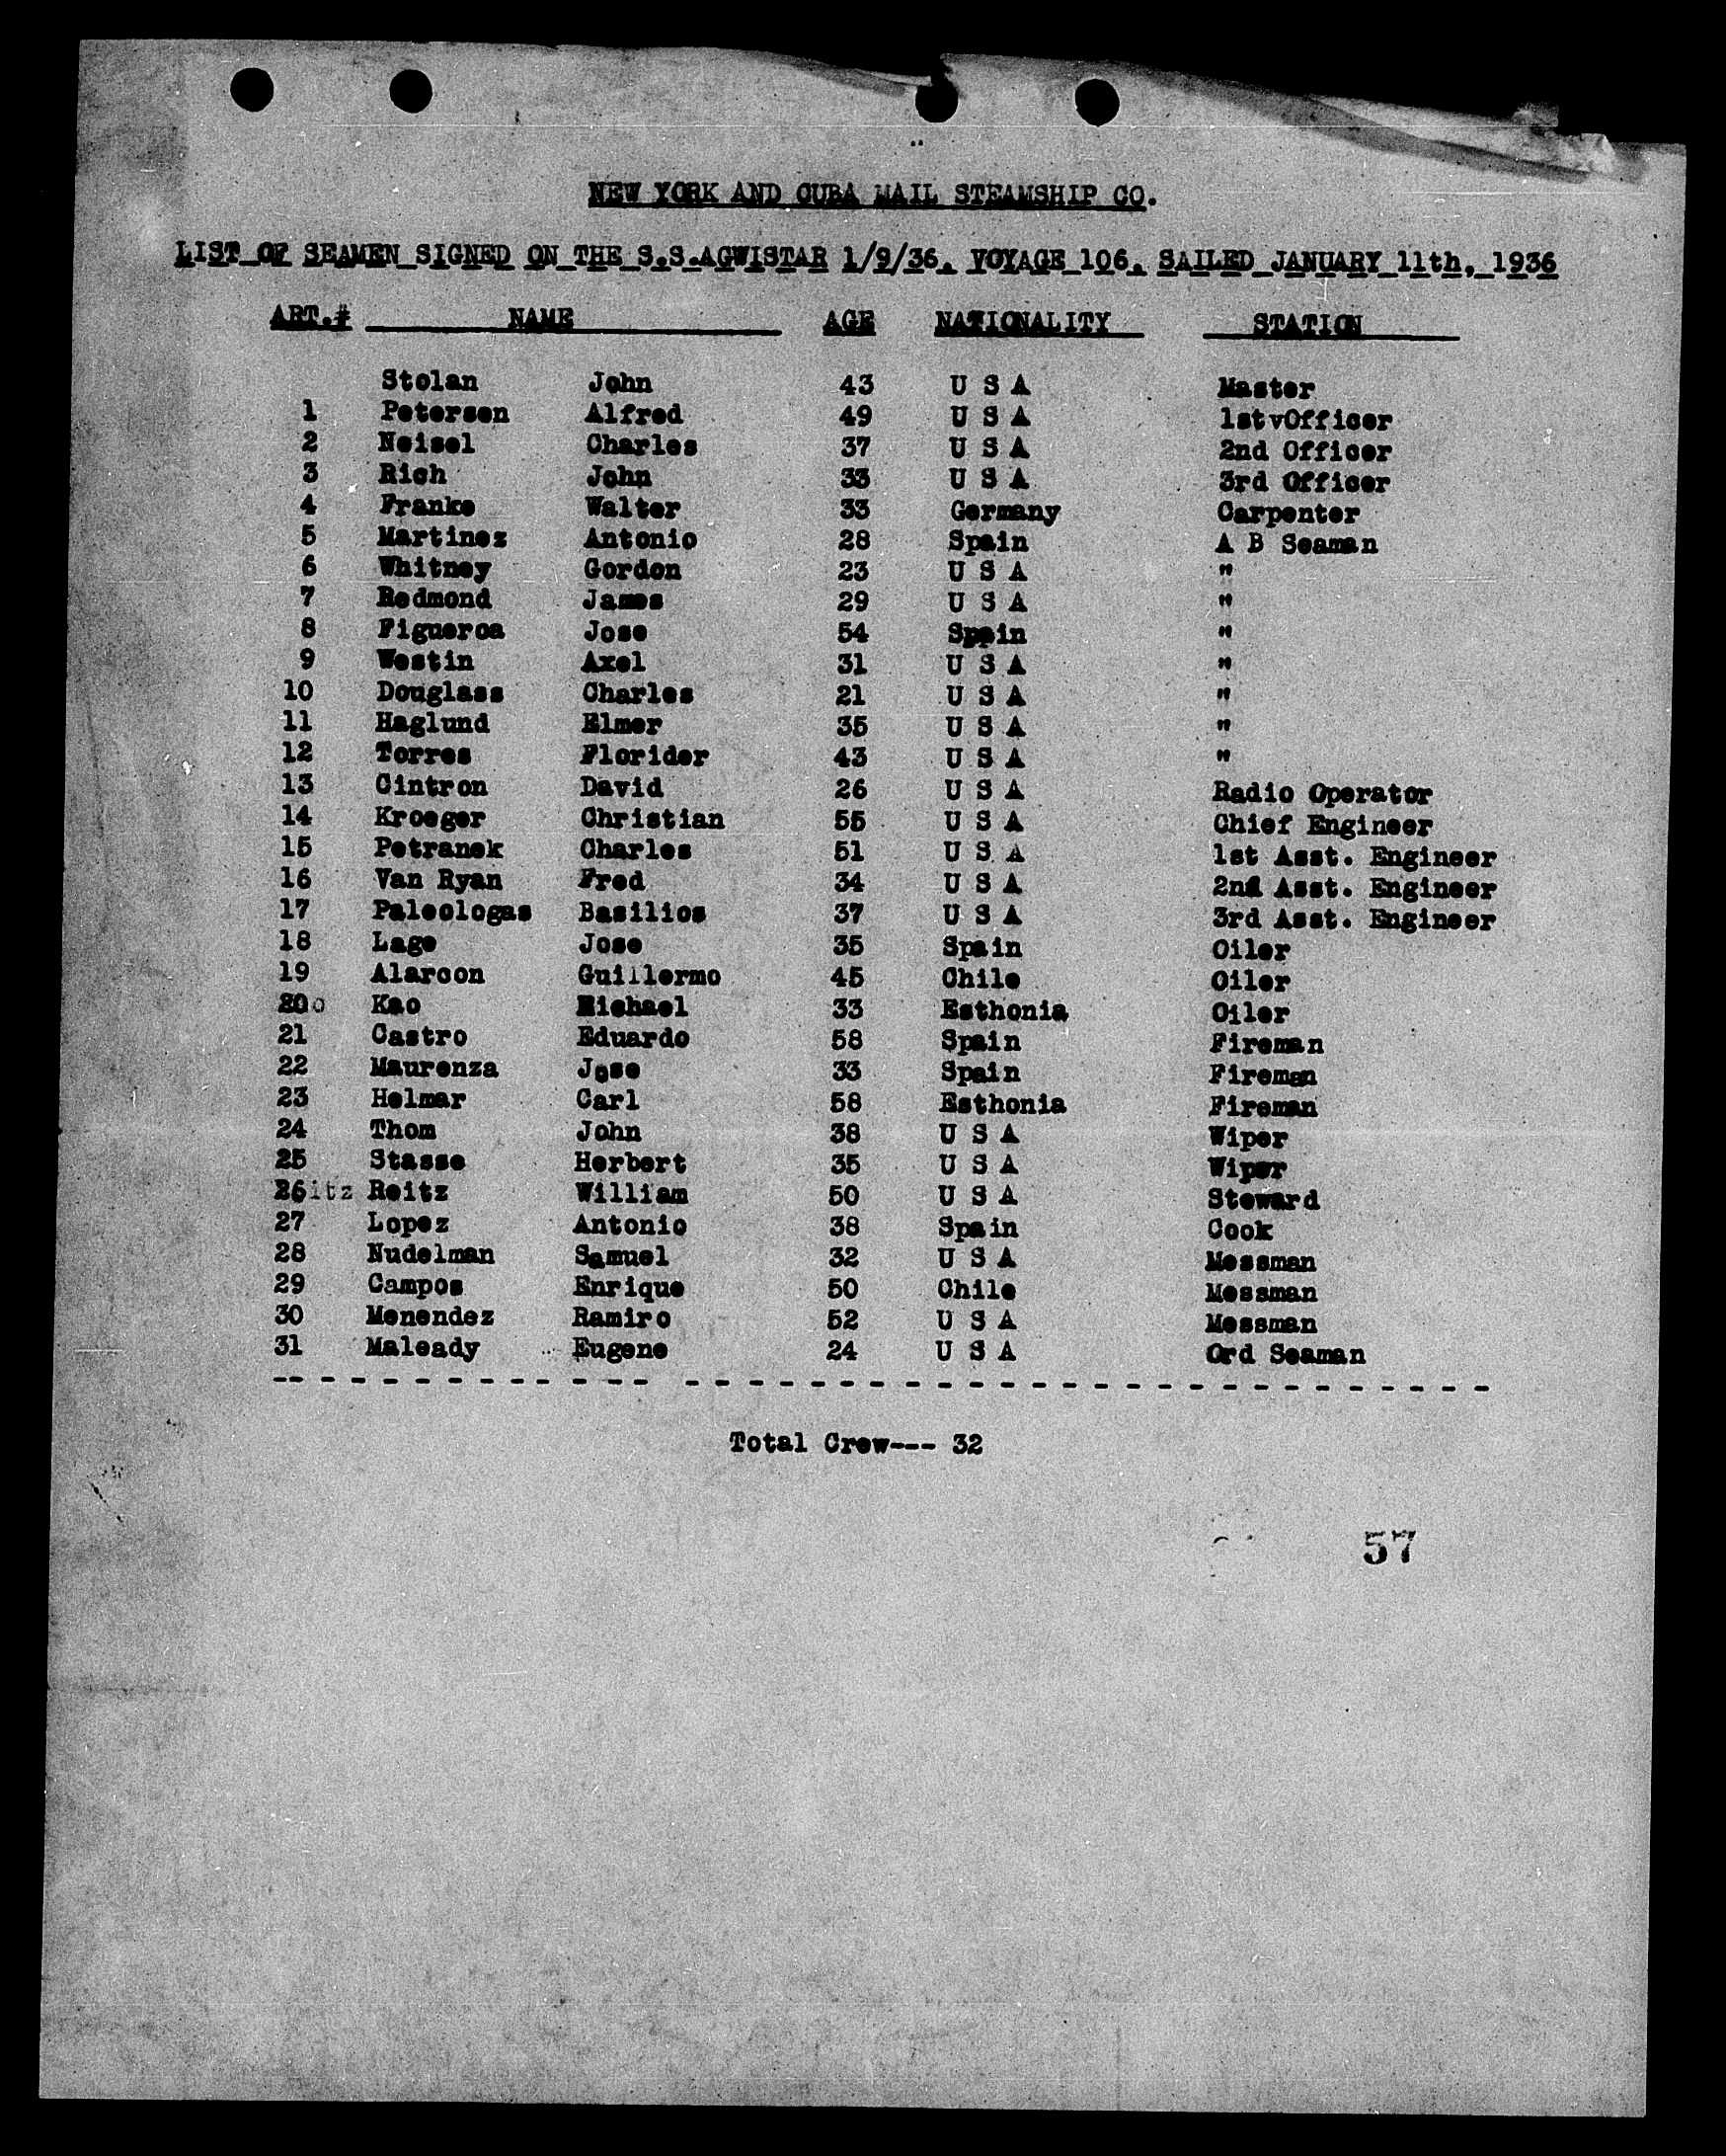 NEW YORK AND CUBA MAIL STEAMSHIP CO.
LIST OF SEAMEN SIGNED ON THE S.S.AGWISTAR 1/9/36. VOYAGE 106. SAILED JANUARY 11th, 1936
ART.# NAME AGE NATIONALITY STATION
Stolan John 43 U S A Master
1 Petersen Alfred 49 U S A 1stvOfficer
2 Neisel Charles 37 U S A 2nd Officer
3 Rich John 33 U S A 3rd Officer
4 Franke Walter 33 Germany Carpenter
5 Martinez Antonio 28 Spain A B Seaman
6 Whitney Gordon 23 U S A "
7 Redmond James 29 U S A "
8 Figueroa Jose 54 Spain "
9 Westin Axel 31 U S A "
10 Douglass Charles 21 U S A "
11 Haglund Elmer 35 U S A "
12 Torres Florider 43 U S A "
13 Cintron David 26 U S A Radio Operator
14 Kroeger Christian 55 U S A Chief Engineer
15 Petranek Charles 51 U S A 1st Asst. Engineer
16 Van Ryan Fred 34 U S A 2nd Asst. Engineer
17 Paleologas Basilios 37 U S A 3rd Asst. Engineer
18 Lage Jose 35 Spain Oiler
19 Alarcon Guillermo 45 Chile Oiler
20o Kao Michael 33 Esthonia Oiler
21 Castro Eduardo 58 Spain Fireman
22 Maurenza Jose 33 Spain Fireman
23 Helmar Carl 58 Esthonia Fireman
24 Thom John 38 U S A Wiper
25 Stasse Herbert 35 U S A Wiper
26itz Reitz William 50 U S A Steward
27 Lopez Antonio 38 Spain Cook
28 Nudelman Samuel 32 U S A Messman
29 Campos Enrique 50 Chile Messman
30 Menendez Ramiro 52 U S A Messman
31 Maleady Eugene 24 U S A Ord Seaman
Total Crew--- 32
57